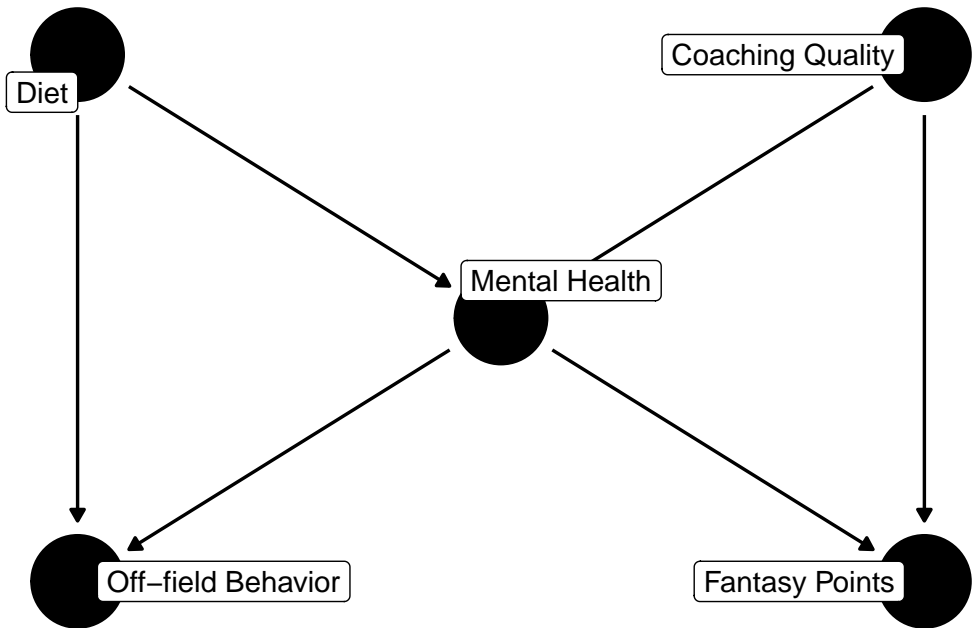 Coaching Quality
Diet
Mental Health
Off−field Behavior
Fantasy Points